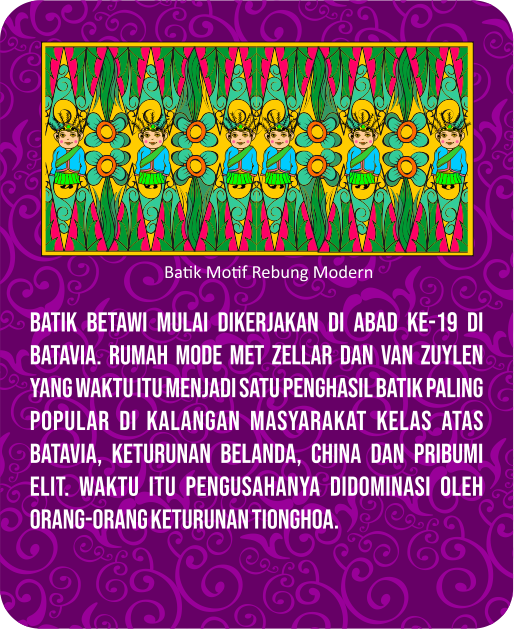 Batik Motif Rebung Modern
BATIK BETAWI MULAI DIKERJAKAN DI ABAD KE-19 DI
BATAVIA. RUMAH MODE MET ZELLAR DAN VAN ZUYLEN
YANG WAKTU ITU MENJADI SATU PENGHASIL BATIK PALING
POPULAR DI KALANGAN MASYARAKAT KELAS ATAS
BATAVIA, KETURUNAN BELANDA, CHINA DAN PRIBUMI
ELIT. WAKTU ITU PENGUSAHANYA DIDOMINASI OLEH
ORANG-ORANG KETURUNAN TIONGHOA.